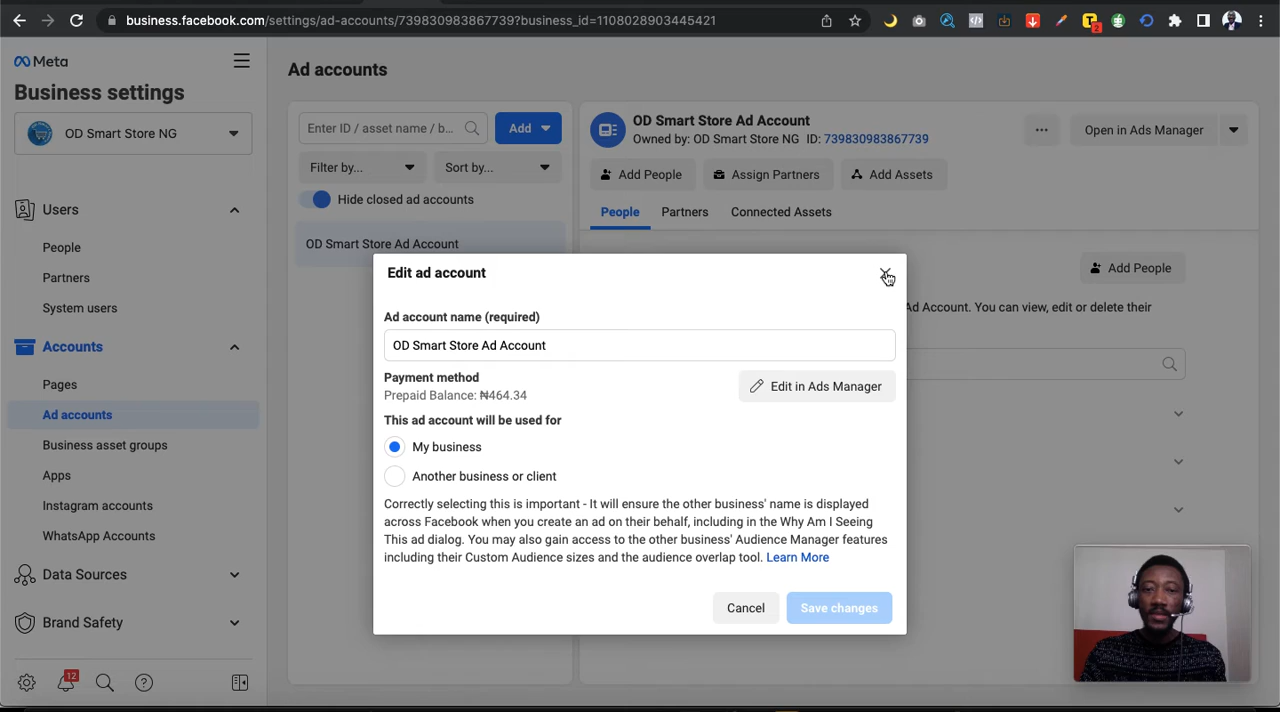 business.facebook.com/settings/ad-accounts/739830983867739?business_id=1108028903445421
2
Meta
Business settings
OD Smart Store NG
Users
People
Partners
System users
Accounts
Pages
Ad accounts
Business asset groups
Apps
Instagram accounts
WhatsApp Accounts
Data Sources
Brand Safety
12
Ad accounts
Enter ID / asset name / b...
Add
Filter by...
Sort by...
Hide closed ad accounts
OD Smart Store Ad Account
OD Smart Store Ad Account
Owned by: OD Smart Store NG ID: 739830983867739
Open in Ads Manager
Add People
Assign Partners
Add Assets
People
Partners
Connected Assets
Add People
Ad Account. You can view, edit or delete their
Edit ad account
Ad account name (required)
OD Smart Store Ad Account
Payment method
Prepaid Balance: ₦464.34
Edit in Ads Manager
This ad account will be used for
My business
Another business or client
Correctly selecting this is important - It will ensure the other business' name is displayed
across Facebook when you create an ad on their behalf, including in the Why Am I Seeing
This ad dialog. You may also gain access to the other business' Audience Manager features
including their Custom Audience sizes and the audience overlap tool. Learn More
Cancel
Save changes